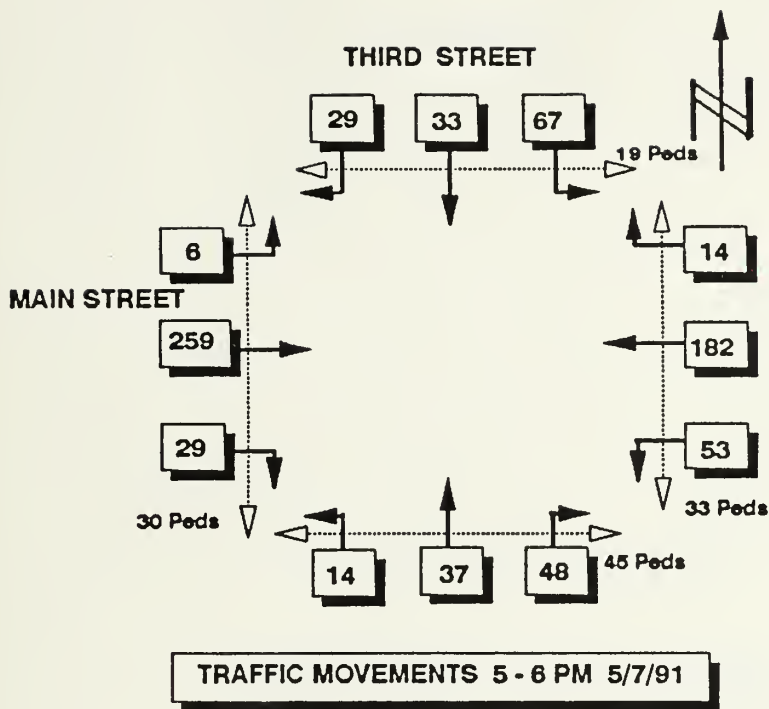 THIRD STREET
29 33 67
19 Peds
6
14
MAIN STREET
259
182
29
53
30 Peds
33 Peds
14 37 48
45 Peds
TRAFFIC MOVEMENTS 5 - 6 PM 5/7/91
N